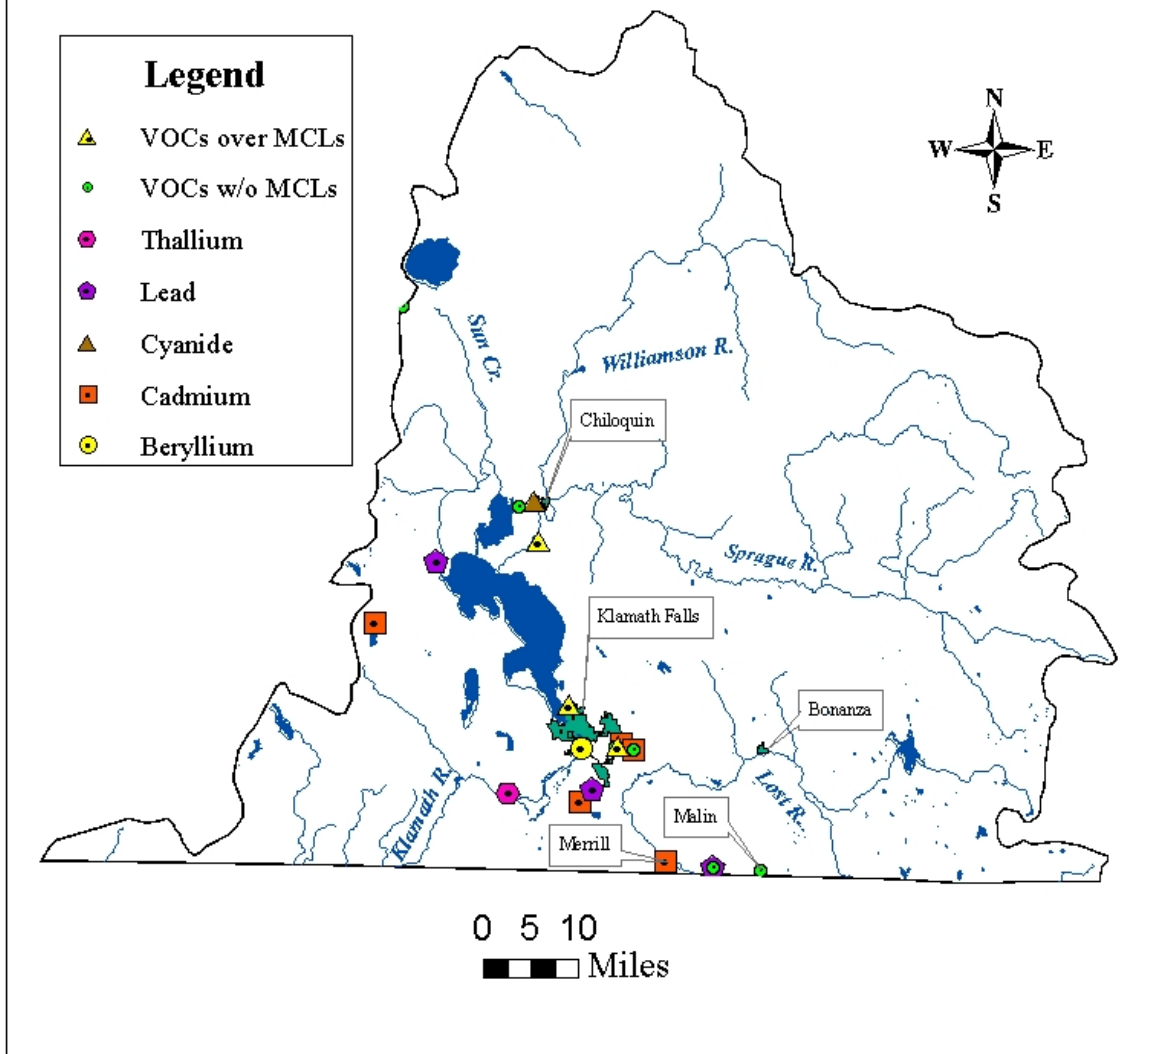 Legend
VOCs over MCLs
VOCs w/o MCLs
Thallium
Lead
Cyanide
Cadmium
Beryllium
N
W E
S
Sun Cr.
Williamson R.
Chiloquin
Sprague R.
Klamath Falls
Bonanza
Klamath R.
Lost R.
Malin
Merrill
0 5 10
Miles